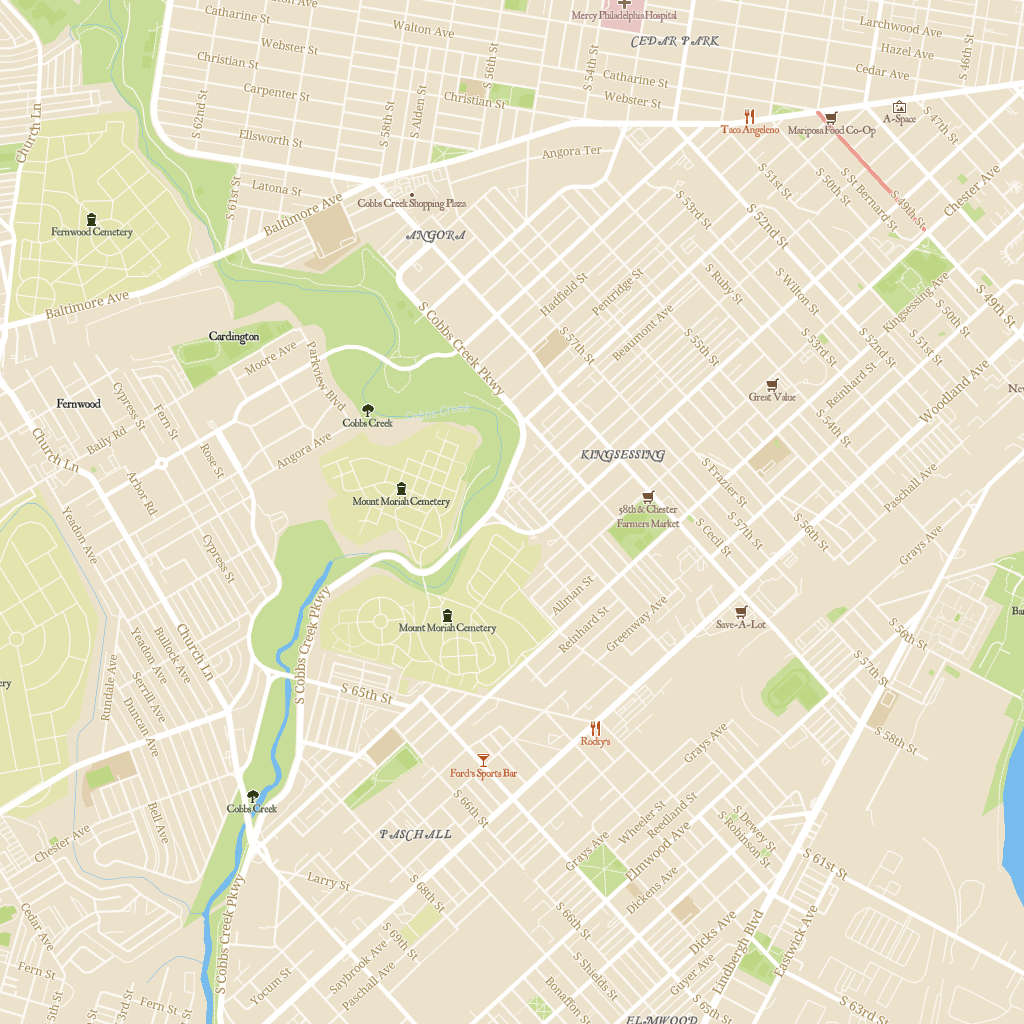 Mercy Philadelphia Hospital
Catharine St
Walton Ave
CEDAR PARK
Larchwood Ave
Webster St
Hazel Ave
Christian St
S 56th St
S 54th St
S 46th St
Cedar Ave
Catharine St
Carpenter St
Christian St
Webster St
S 62nd St
S 58th St
S Alden St
Taco Angeleno
Mariposa Food Co-Op
A-Space
S 47th St
Church Ln
Ellsworth St
Angora Ter
S 51st St
S 50th St
S St Bernard St
S 49th St
Chester Ave
S 61st St
Latona St
Cobbs Creek Shopping Plaza
Baltimore Ave
S 53rd St
S 52nd St
Fernwood Cemetery
ANGORA
Baltimore Ave
Hadfield St
Pentridge St
S Ruby St
S Wilton St
Kingsessing Ave
S 49th St
S 50th St
Cardington
S Cobbs Creek Pkwy
S 57th St
Beaumont Ave
S 55th St
S 53rd St
S 52nd St
S 51st St
Moore Ave
Parkview Blvd
Reinhard St
Woodland Ave
Great Value
Fernwood
Cypress St
Fern St
Cobbs Creek
Cobbs Creek
S 54th St
Baily Rd
Church Ln
Angora Ave
Rose St
KINGSESSING
S Frazier St
Paschall Ave
Arbor Rd
Mount Moriah Cemetery
58th & Chester
Farmers Market
S Cecil St
S 57th St
S 56th St
Grays Ave
Yeadon Ave
Cypress St
Allman St
Reinhard St
Greenway Ave
Save-A-Lot
S Cobbs Creek Pkwy
Mount Moriah Cemetery
S 56th St
Church Ln
Bullock Ave
Yeadon Ave
Serrill Ave
Duncan Ave
Rundale Ave
S 57th St
S 65th St
Rocky's
Grays Ave
S 58th St
Ford's Sports Bar
Cobbs Creek
S 66th St
Bell Ave
Chester Ave
PASCHALL
Wheeler St
Reedland St
S Dewey St
S Robinson St
Grays Ave
Elmwood Ave
S 61st St
Larry St
S 68th St
Dickens Ave
S 66th St
S Cobbs Creek Pkwy
Cedar Ave
Dicks Ave
S 69th St
Lindbergh Blvd
Eastwick Ave
Saybrook Ave
Paschall Ave
Guyer Ave
S Shields St
Fern St
Yocum St
Bonaffon St
Fern St
S 65th St
S 63rd St
ELMWOOD